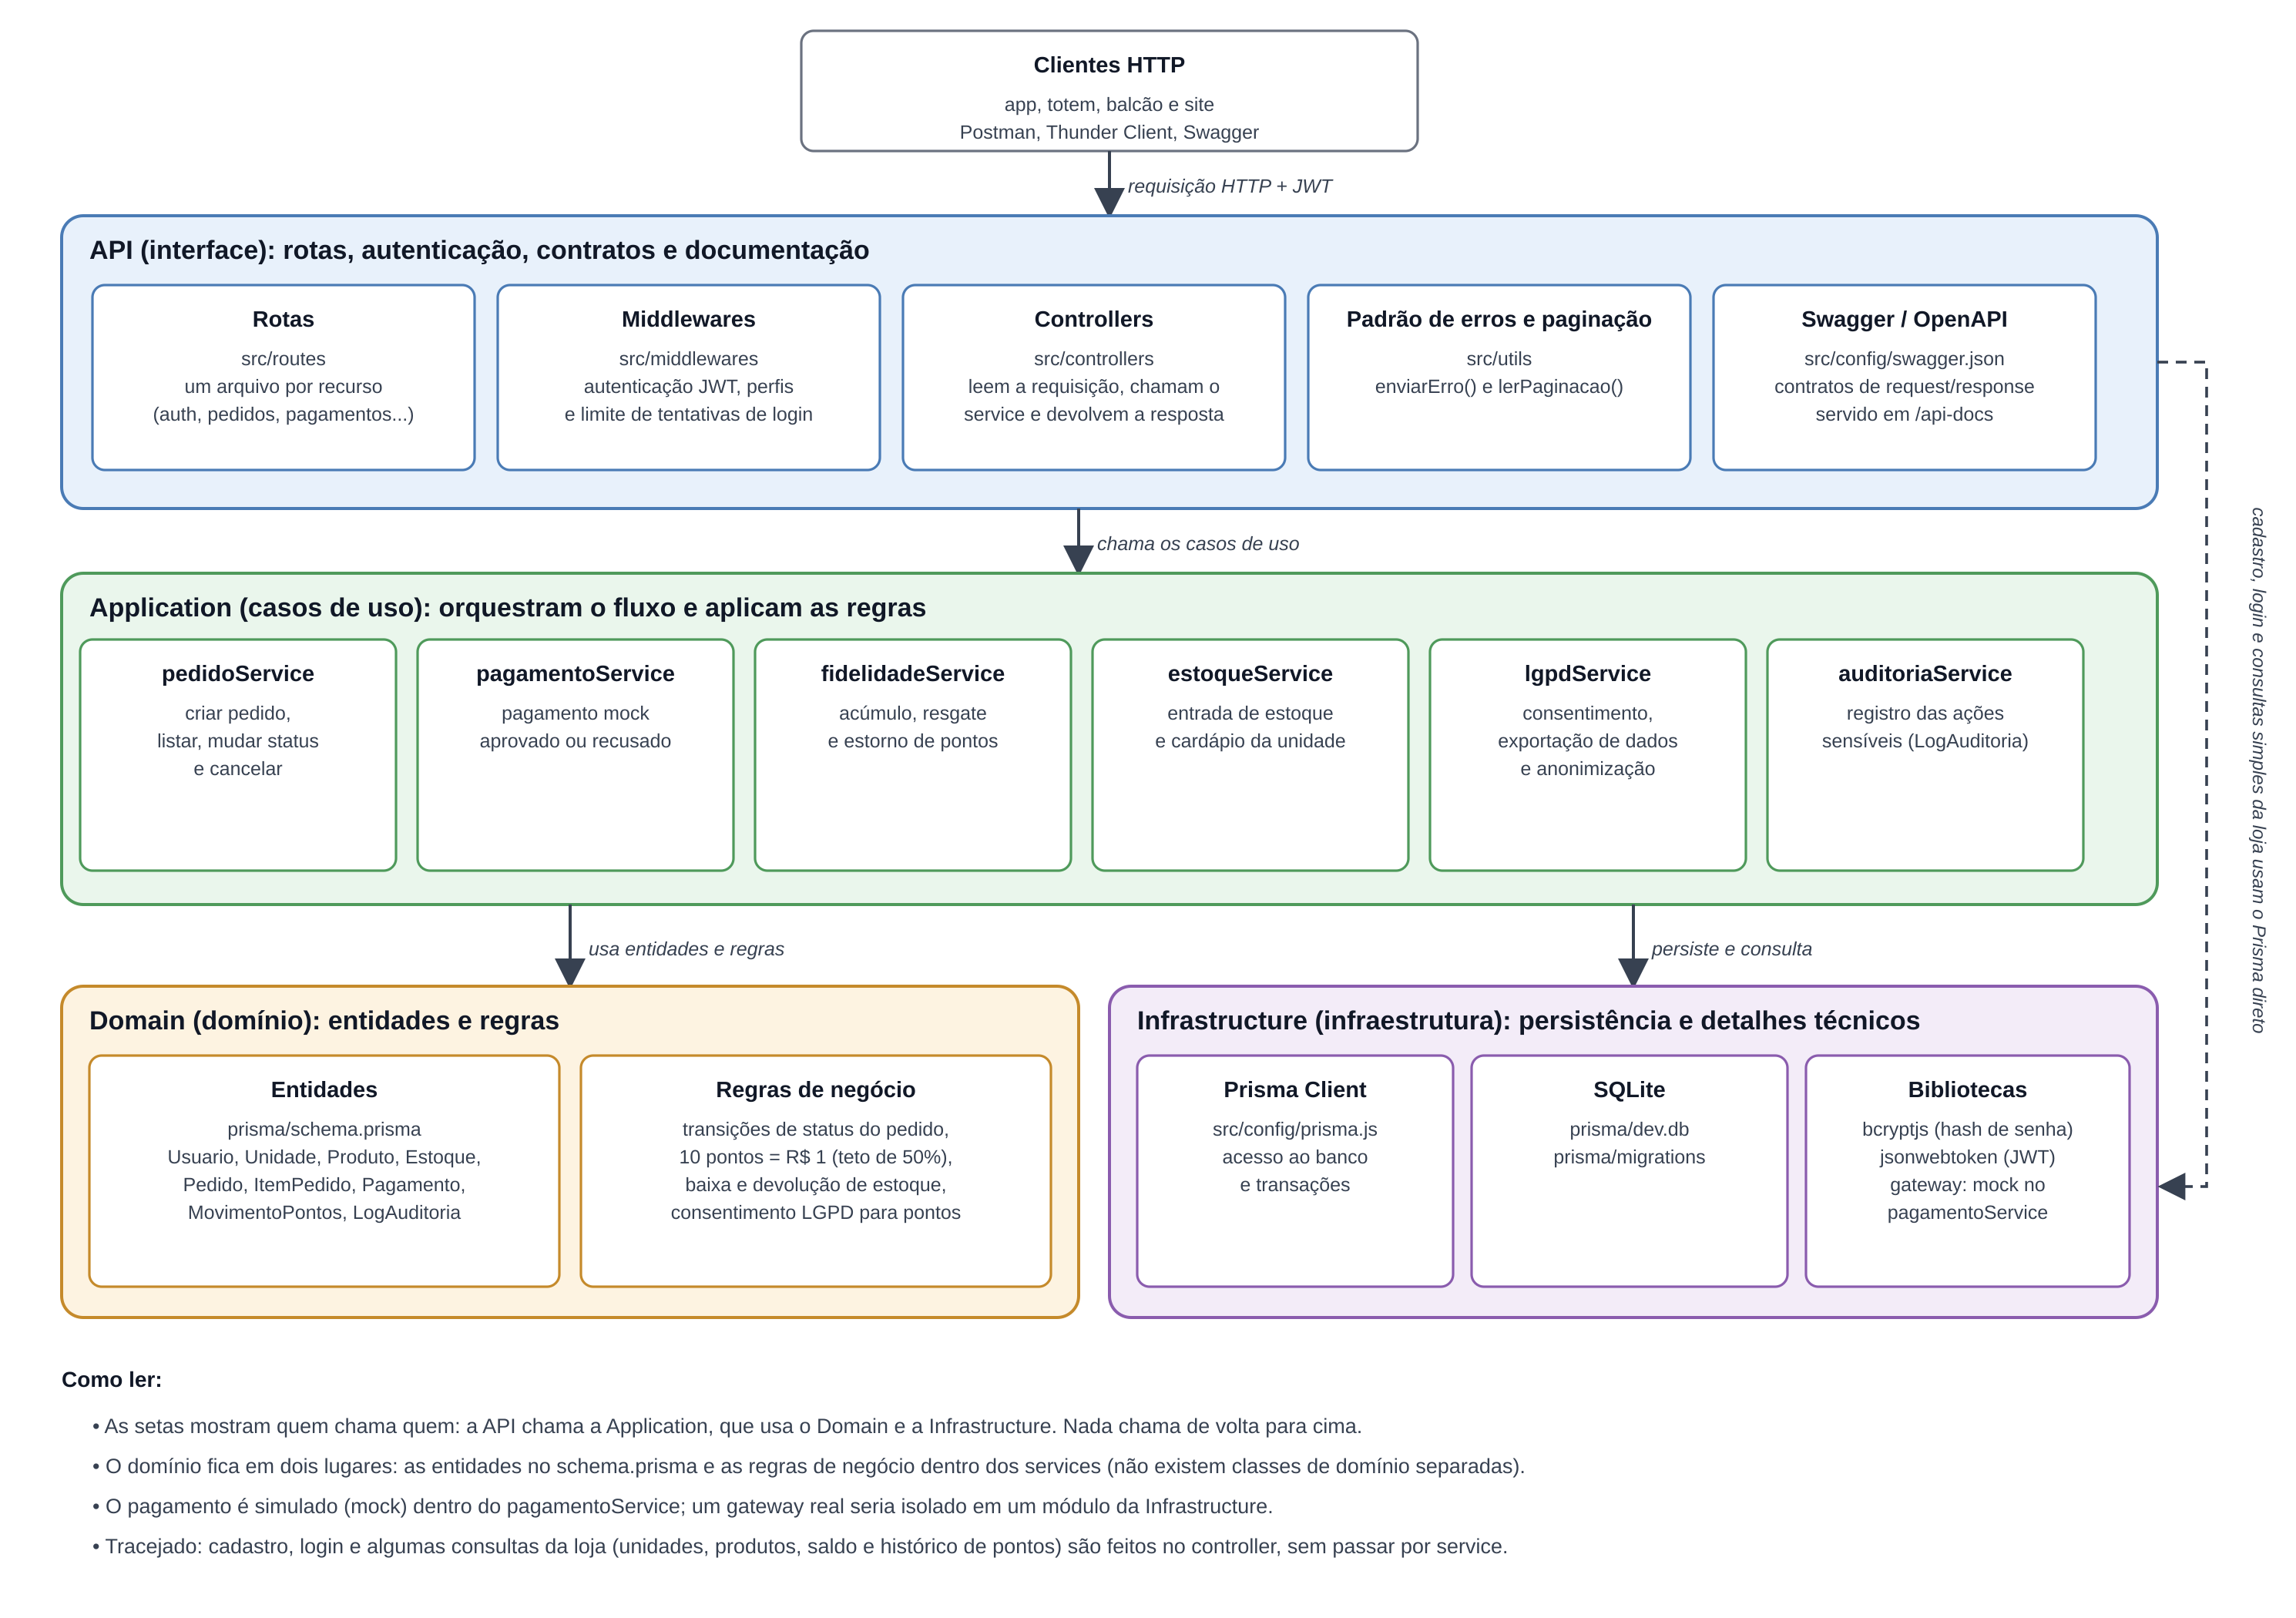 Clientes HTTP
app, totem, balcão e site
Postman, Thunder Client, Swagger
requisição HTTP + JWT
API (interface): rotas, autenticação, contratos e documentação
Rotas
src/routes
um arquivo por recurso
(auth, pedidos, pagamentos...)
Middlewares
src/middlewares
autenticação JWT, perfis
e limite de tentativas de login
Controllers
src/controllers
leem a requisição, chamam o
service e devolvem a resposta
Padrão de erros e paginação
src/utils
enviarErro() e lerPaginacao()
Swagger / OpenAPI
src/config/swagger.json
contratos de request/response
servido em /api-docs
cadastro, login e consultas simples da loja usam o Prisma direto
chama os casos de uso
Application (casos de uso): orquestram o fluxo e aplicam as regras
pedidoService
criar pedido,
listar, mudar status
e cancelar
pagamentoService
pagamento mock
aprovado ou recusado
fidelidadeService
acúmulo, resgate
e estorno de pontos
estoqueService
entrada de estoque
e cardápio da unidade
lgpdService
consentimento,
exportação de dados
e anonimização
auditoriaService
registro das ações
sensíveis (LogAuditoria)
usa entidades e regras
persiste e consulta
Domain (domínio): entidades e regras
Entidades
prisma/schema.prisma
Usuario, Unidade, Produto, Estoque,
Pedido, ItemPedido, Pagamento,
MovimentoPontos, LogAuditoria
Regras de negócio
transições de status do pedido,
10 pontos = R$ 1 (teto de 50%),
baixa e devolução de estoque,
consentimento LGPD para pontos
Infrastructure (infraestrutura): persistência e detalhes técnicos
Prisma Client
src/config/prisma.js
acesso ao banco
e transações
SQLite
prisma/dev.db
prisma/migrations
Bibliotecas
bcryptjs (hash de senha)
jsonwebtoken (JWT)
gateway: mock no
pagamentoService
Como ler:
• As setas mostram quem chama quem: a API chama a Application, que usa o Domain e a Infrastructure. Nada chama de volta para cima.
• O domínio fica em dois lugares: as entidades no schema.prisma e as regras de negócio dentro dos services (não existem classes de domínio separadas).
• O pagamento é simulado (mock) dentro do pagamentoService; um gateway real seria isolado em um módulo da Infrastructure.
• Tracejado: cadastro, login e algumas consultas da loja (unidades, produtos, saldo e histórico de pontos) são feitos no controller, sem passar por service.